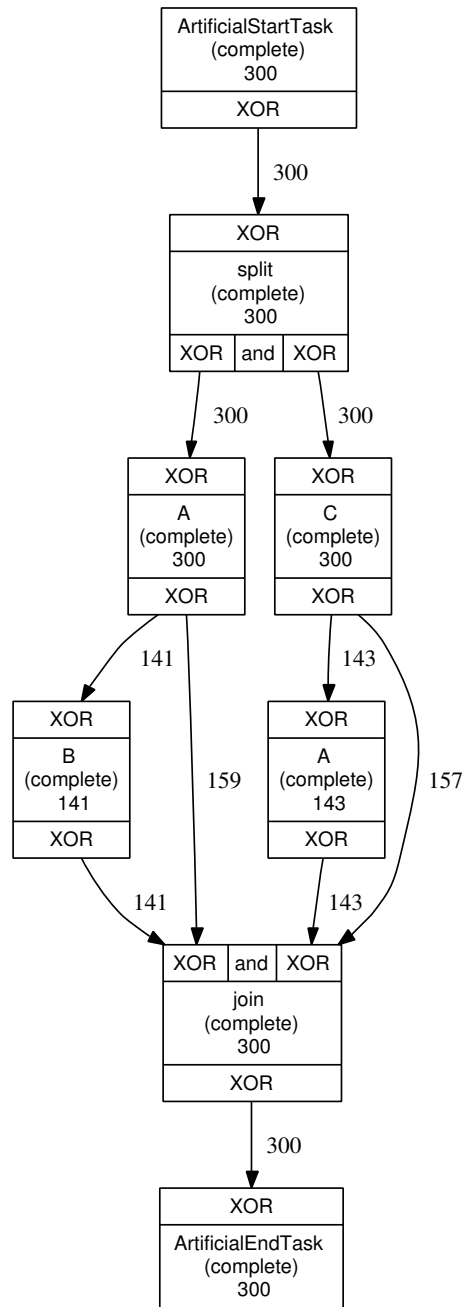 ArtificialStartTask
(complete)
300
XOR
300
XOR
split
(complete)
300
XOR and XOR
300 300
XOR
A
(complete)
300
XOR
XOR
C
(complete)
300
XOR
141
159
143
157
XOR
B
(complete)
141
XOR
XOR
A
(complete)
143
XOR
141
143
XOR and XOR
join
(complete)
300
XOR
300
XOR
ArtificialEndTask
(complete)
300